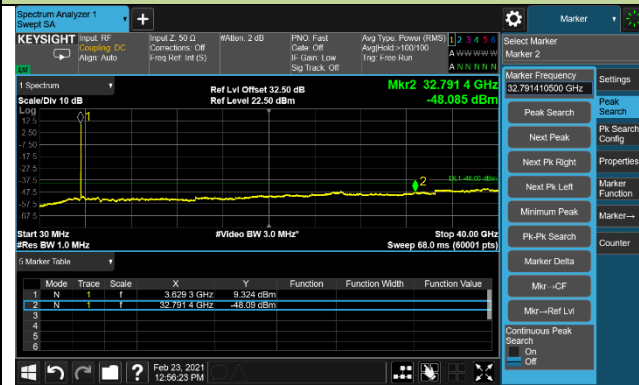 Spectrum Analyzer 1
Swept SA
Marker
KEYSIGHT Input: RF Input Z: 50 Ω #Atten: 2 dB PNO: Fast Avg Type: Power (RMS) 1 2 3 4 5 6
Coupling: DC Corrections: Off Gate: Off Avg|Hold >100/100 A W W W W W
Align: Auto Freq Ref: Int (S) IF Gain: Low Trig: Free Run
Sig Track: Off A N N N N N
Select Marker
Marker 2
Marker Frequency
32.791410500 GHz
Settings
Peak Search
Peak Search
Next Peak
Pk Search Config
Next Pk Right
Properties
Next Pk Left
Marker Function
Minimum Peak
Marker→
Pk-Pk Search
Counter
Marker Delta
Mkr→CF
Mkr→Ref Lvl
Continuous Peak Search
On
Off
1 Spectrum
Scale/Div 10 dB
Ref Lvl Offset 32.50 dB
Ref Level 22.50 dBm
Mkr2 32.791 4 GHz
-48.085 dBm
Log
12.5
2.50
-7.50
-17.5
-27.5
-37.5
-47.5
-57.5
-67.5
1
2
DL1 -40.00 dBm
Start 30 MHz #Video BW 3.0 MHz* Stop 40.00 GHz
#Res BW 1.0 MHz Sweep 68.0 ms (60001 pts)
5 Marker Table
Mode Trace Scale X Y Function Function Width Function Value
1 N 1 f 3.629 3 GHz 9.324 dBm
2 N 1 f 32.791 4 GHz -48.09 dBm
3
4
5
6
Feb 23, 2021
12:56:23 PM